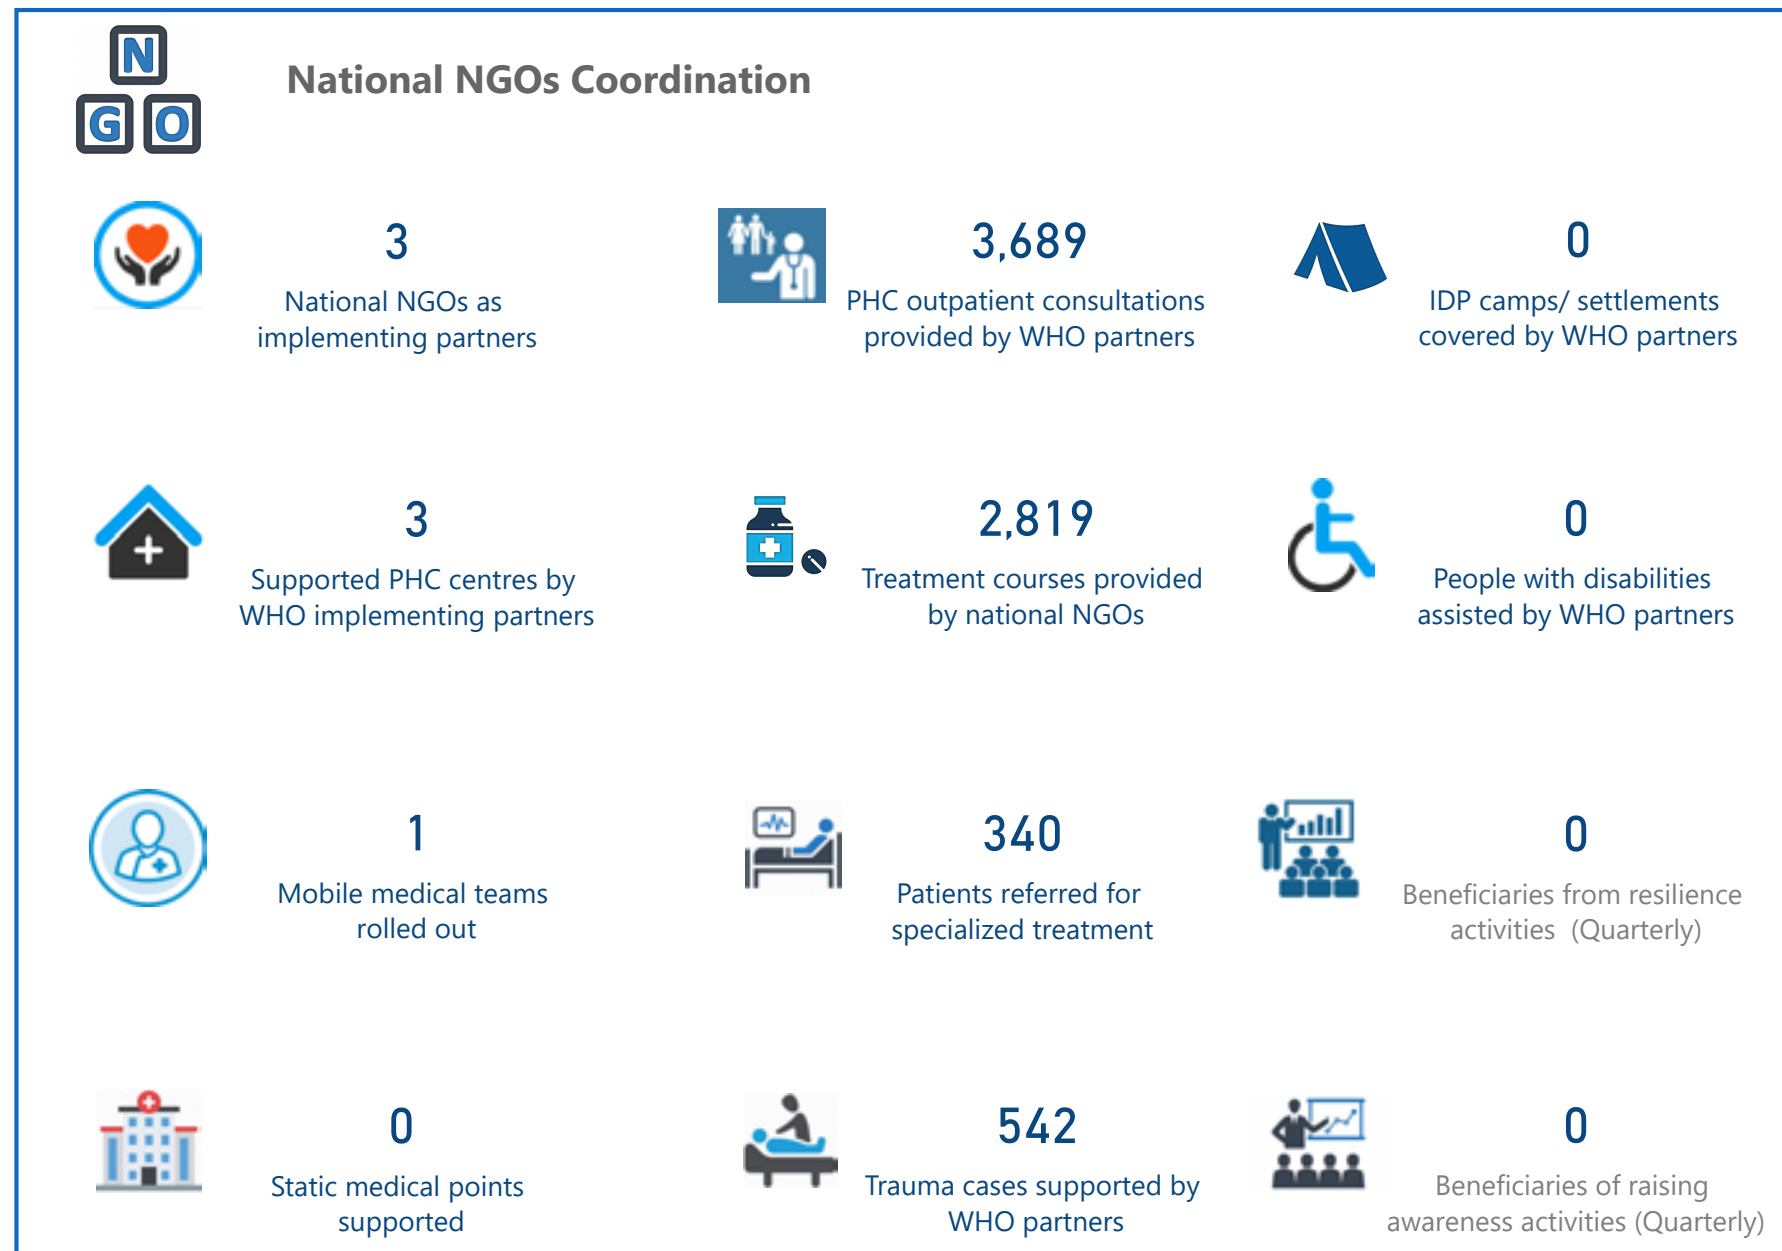 N
G O
National NGOs Coordination
3
National NGOs as
implementing partners
3,689
PHC outpatient consultations
provided by WHO partners
0
IDP camps/ settlements
covered by WHO partners
3
Supported PHC centres by
WHO implementing partners
2,819
Treatment courses provided
by national NGOs
0
People with disabilities
assisted by WHO partners
1
Mobile medical teams
rolled out
340
Patients referred for
specialized treatment
0
Beneficiaries from resilience
activities (Quarterly)
0
Static medical points
supported
542
Trauma cases supported by
WHO partners
0
Beneficiaries of raising
awareness activities (Quarterly)